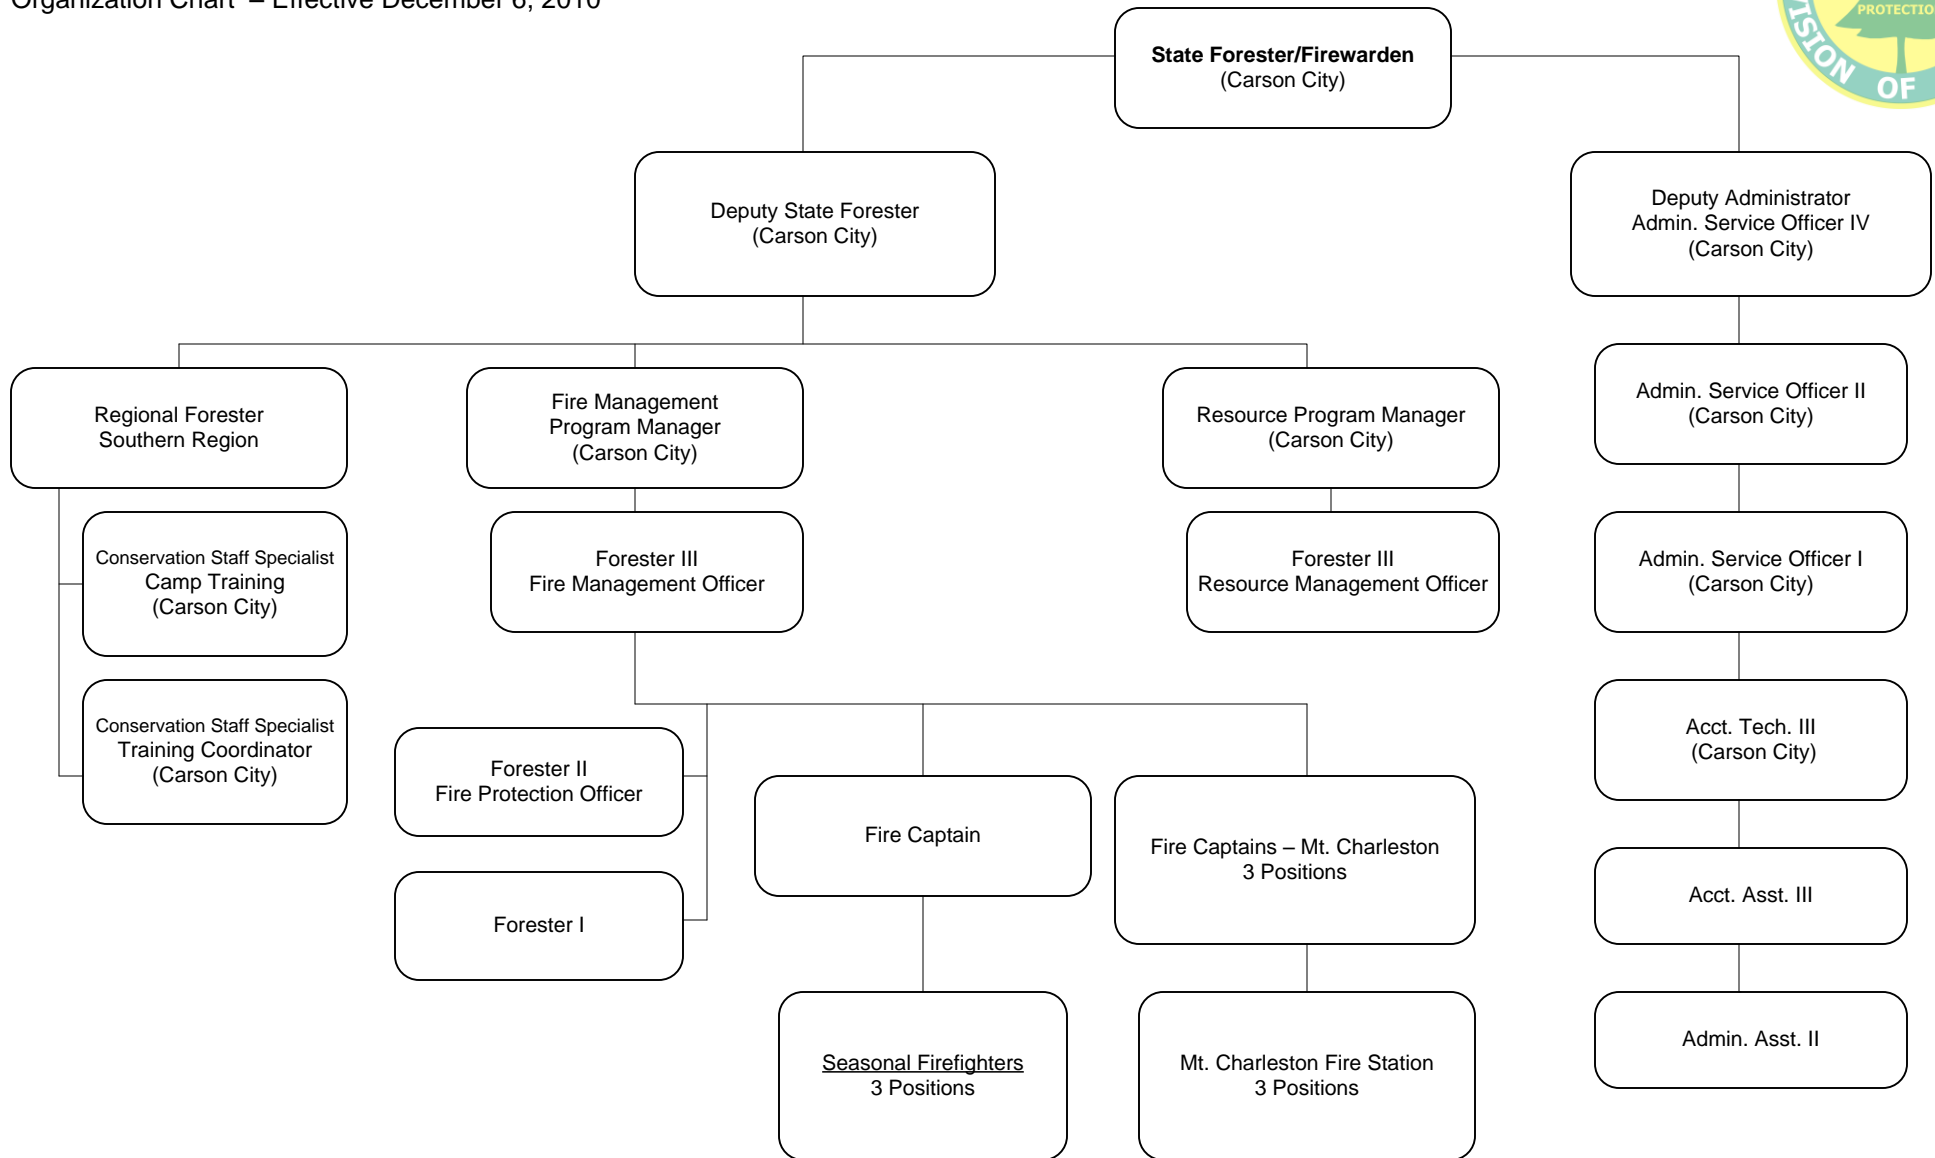 Organization Chart – Effective December 6, 2010
PROTECTIO
VISION OF
State Forester/Firewarden
(Carson City)
Deputy State Forester
(Carson City)
Deputy Administrator
Admin. Service Officer IV
(Carson City)
Regional Forester
Southern Region
Fire Management
Program Manager
(Carson City)
Resource Program Manager
(Carson City)
Admin. Service Officer II
(Carson City)
Conservation Staff Specialist
Camp Training
(Carson City)
Forester III
Fire Management Officer
Forester III
Resource Management Officer
Admin. Service Officer I
(Carson City)
Conservation Staff Specialist
Training Coordinator
(Carson City)
Forester II
Fire Protection Officer
Fire Captain
Fire Captains – Mt. Charleston
3 Positions
Acct. Tech. III
(Carson City)
Forester I
Acct. Asst. III
Seasonal Firefighters
3 Positions
Mt. Charleston Fire Station
3 Positions
Admin. Asst. II